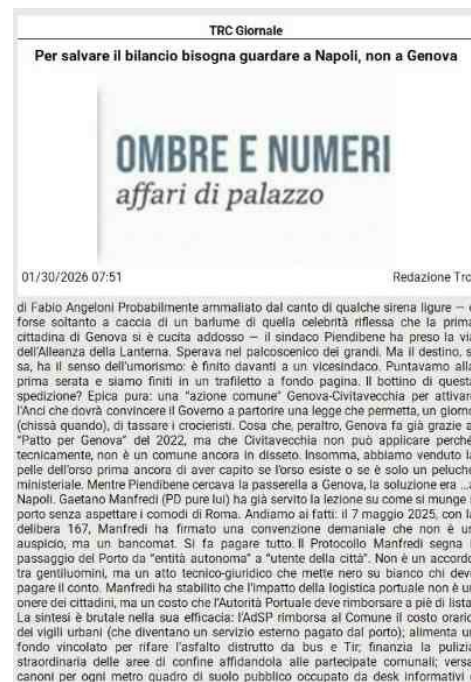 TRC Giornale
Per salvare il bilancio bisogna guardare a Napoli, non a Genova
OMBRE E NUMERI
affari di palazzo
01/30/2026 07:51 Redazione Trc
di Fabio Angeloni Probabilmente ammaliato dal canto di qualche sirena ligure —
forse soltanto a caccia di un barlume di quella celebrità riflessa che la prima
cittadina di Genova si è cucita addosso — il sindaco Piendibene ha preso la via
dell'Alleanza della Lanterna. Sperava nel palcoscenico dei grandi. Ma il destino, si
sa, ha il senso dell'umorismo: è finito davanti a un vicesindaco. Puntavamo alla
prima serata e siamo finiti in un trafiletto a fondo pagina. Il bottino di questa
spedizione? Epica pura: una "azione comune" Genova-Civitavecchia per attivare
l'Anci che dovrà convincere il Governo a partorire una legge che permetta, un giorno
(chissà quando), di tassare i crocieristi. Cosa che, peraltro, Genova fa già grazie al
"Patto per Genova" del 2022, ma che Civitavecchia non può applicare perché,
tecnicamente, non è un comune ancora in dissesto. Insomma, abbiamo venduto la
pelle dell'orso prima ancora di aver capito se l'orso esiste o se è solo un peluche
ministeriale. Mentre Piendibene cercava la passerella a Genova, la soluzione era ...a
Napoli. Gaetano Manfredi (PD pure lui) ha già servito la lezione su come si munge il
porto senza aspettare i comodi di Roma. Andiamo ai fatti: il 7 maggio 2025, con la
delibera 167, Manfredi ha firmato una convenzione demaniale che non è un
auspicio, ma un bancomat. Si fa pagare tutto. Il Protocollo Manfredi segna il
passaggio del Porto da "entità autonoma" a "utente della città". Non è un accordo
tra gentiluomini, ma un atto tecnico-giuridico che mette nero su bianco chi deve
pagare il conto. Manfredi ha stabilito che l'impatto della logistica portuale non è un
onere dei cittadini, ma un costo che l'Autorità Portuale deve rimborsare a piè di lista.
La sintesi è brutale nella sua efficacia: l'AdSP rimborsa al Comune il costo orario
dei vigili urbani (che diventano un servizio esterno pagato dal porto); alimenta un
fondo vincolato per rifare l'asfalto distrutto da bus e Tir; finanzia la pulizia
straordinaria delle aree di confine affidandola alle partecipate comunali; versa
canoni per ogni metro quadro di suolo pubblico occupato da desk informativi